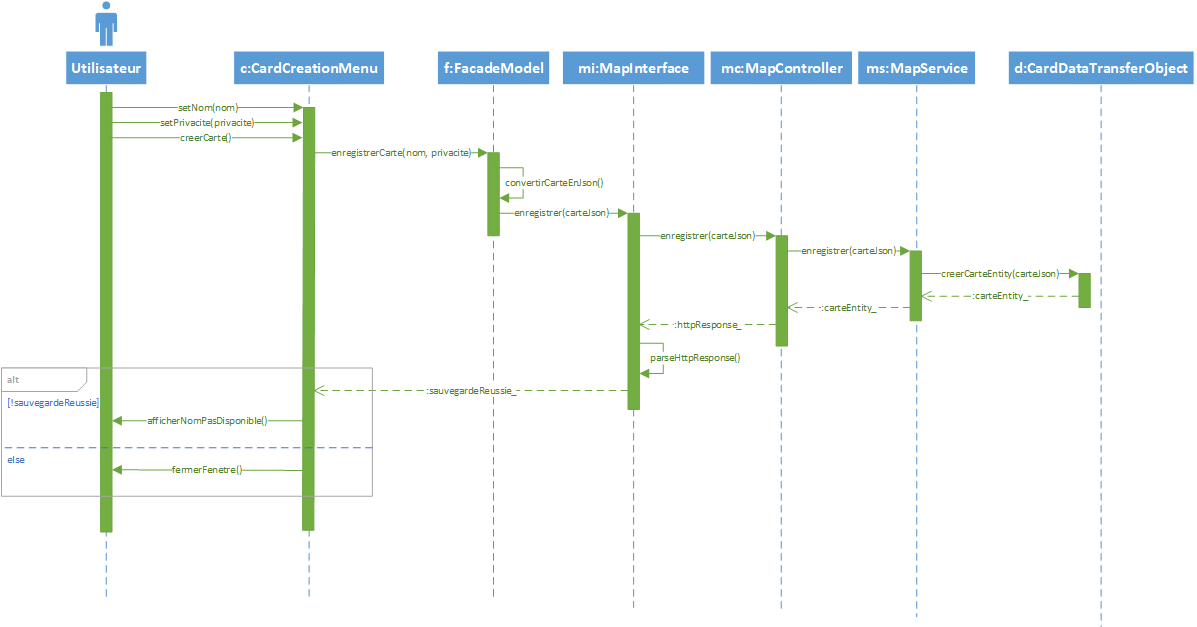 Utilisateur
c:CardCreationMenu
f:FacadeModel
mi:MapInterface
mc:MapController
ms:MapService
d:CardDataTransferObject
setNom(nom)
setPrivacite(privacite)
creerCarte()
enregistrerCarte(nom, privacite)
convertirCarteEnJson()
enregistrer(carteJson)
enregistrer(carteJson)
enregistrer(carteJson)
creerCarteEntity(carteJson)
:carteEntity_
:carteEntity_
:httpResponse_
parseHttpResponse()
alt
:sauvegardeReussie_
[!sauvegardeReussie]
afficherNomPasDisponible()
else
fermerFenetre()